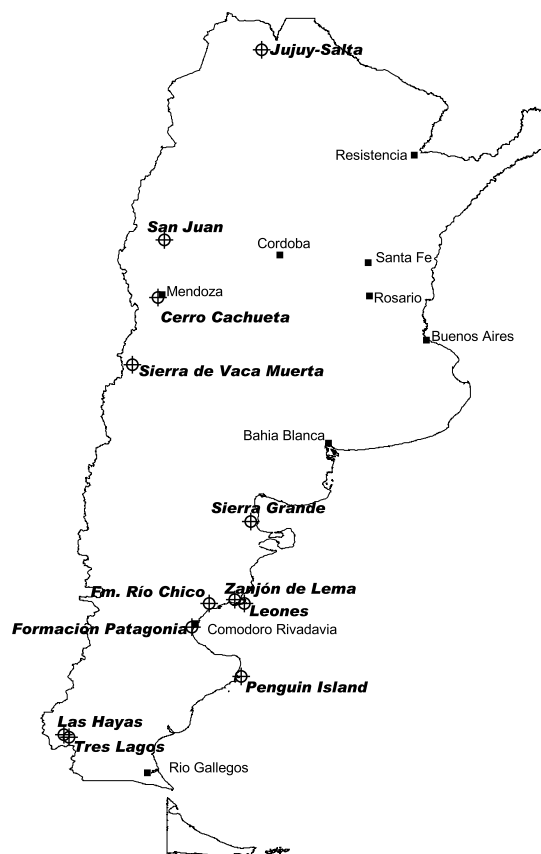 Jujuy-Salta
Resistencia
San Juan
Cordoba
Santa Fe
Mendoza
Rosario
Cerro Cachueta
Buenos Aires
Sierra de Vaca Muerta
Bahia Blanca
Sierra Grande
Fm. Río Chico
Zanjón de Lema
Leones
Formación Patagonia
Comodoro Rivadavia
Penguin Island
Las Hayas
Tres Lagos
Rio Gallegos